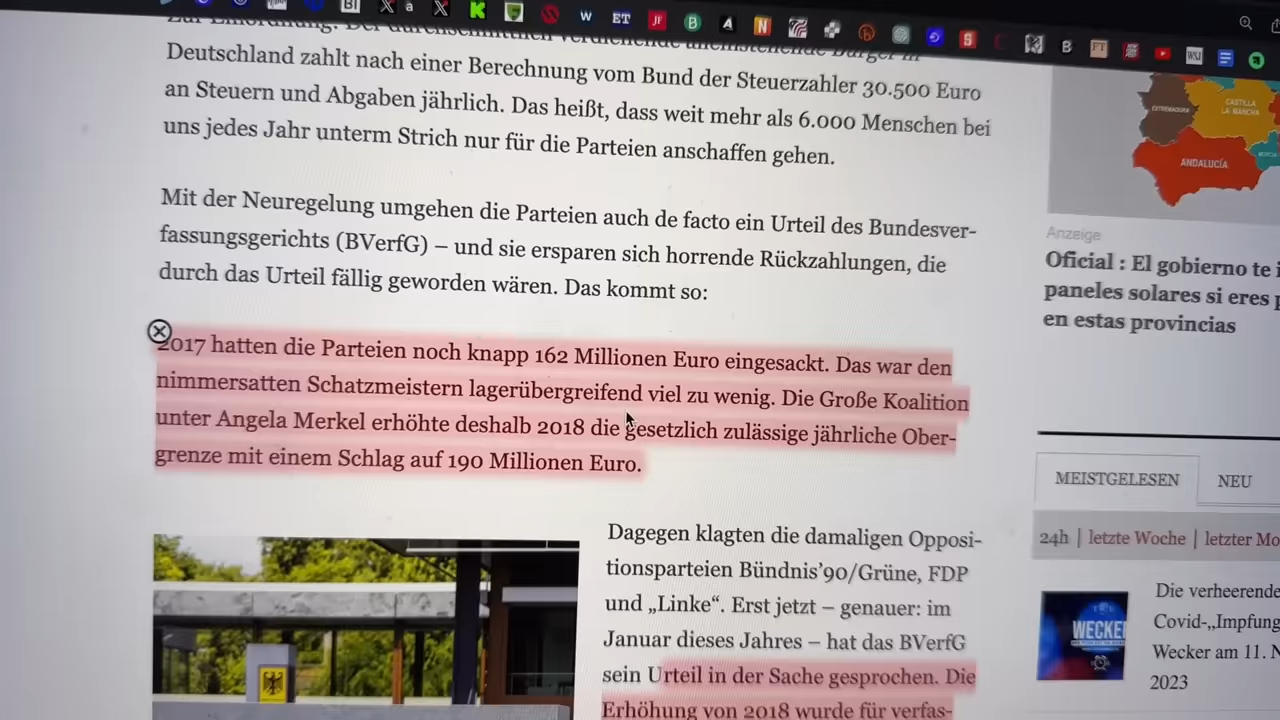 Zur Einordnung: Der durchschnittlich verdienende alleinstehende Bürger in
Deutschland zahlt nach einer Berechnung vom Bund der Steuerzahler 30.500 Euro
an Steuern und Abgaben jährlich. Das heißt, dass weit mehr als 6.000 Menschen bei
uns jedes Jahr unterm Strich nur für die Parteien anschaffen gehen.
Mit der Neuregelung umgehen die Parteien auch de facto ein Urteil des Bundesver-
fassungsgerichts (BVerfG) – und sie ersparen sich horrende Rückzahlungen, die
durch das Urteil fällig geworden wären. Das kommt so:
2017 hatten die Parteien noch knapp 162 Millionen Euro eingesackt. Das war den
nimmersatten Schatzmeistern lagerübergreifend viel zu wenig. Die Große Koalition
unter Angela Merkel erhöhte deshalb 2018 die gesetzlich zulässige jährliche Ober-
grenze mit einem Schlag auf 190 Millionen Euro.
Dagegen klagten die damaligen Opposi-
tionsparteien Bündnis’90/Grüne, FDP
und „Linke“. Erst jetzt – genauer: im
Januar dieses Jahres – hat das BVerfG
sein Urteil in der Sache gesprochen. Die
Erhöhung von 2018 wurde für verfas-
EXTREMADURA
CASTILLA
LA MANCHA
ANDALUCÍA
Anzeige
Oficial : El gobierno te i
paneles solares si eres p
en estas provincias
MEISTGELESEN
NEU
24h | letzte Woche | letzter Mo
WECKER
Die verheerende
Covid-„Impfung
Wecker am 11. N
2023